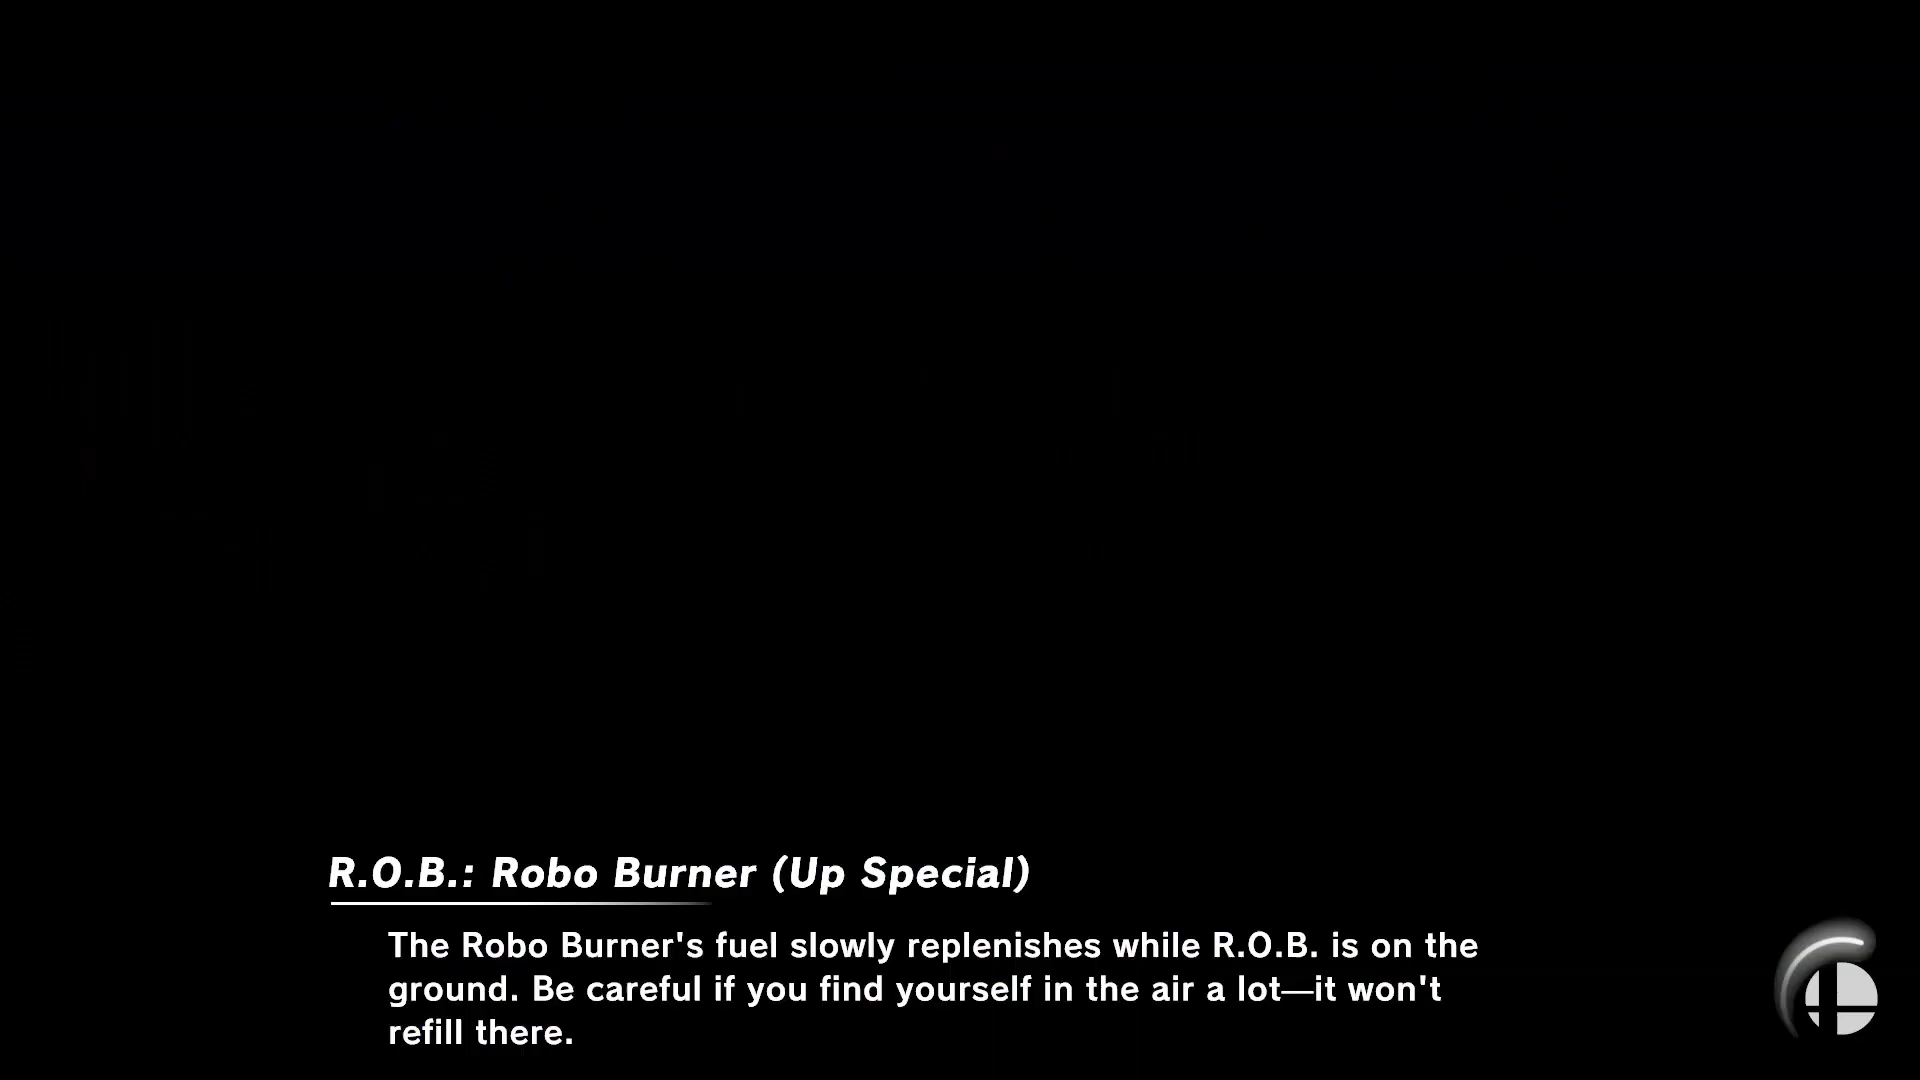 R.O.B.: Robo Burner (Up Special)
The Robo Burner's fuel slowly replenishes while R.O.B. is on the
ground. Be careful if you find yourself in the air a lot—it won't
refill there.